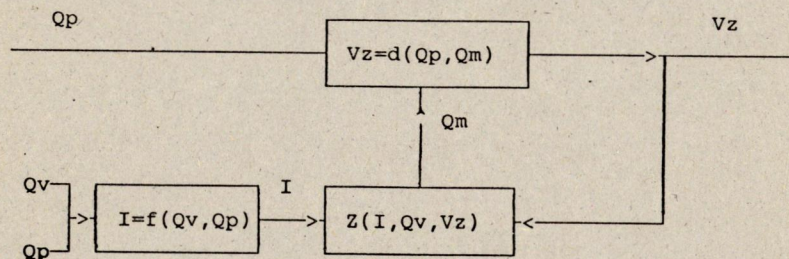 Qp
Vz
Vz=d(Qp,Qm)
Qm
Qv
I
I=f(Qv,Qp)
Z(I,Qv,Vz)
Qp